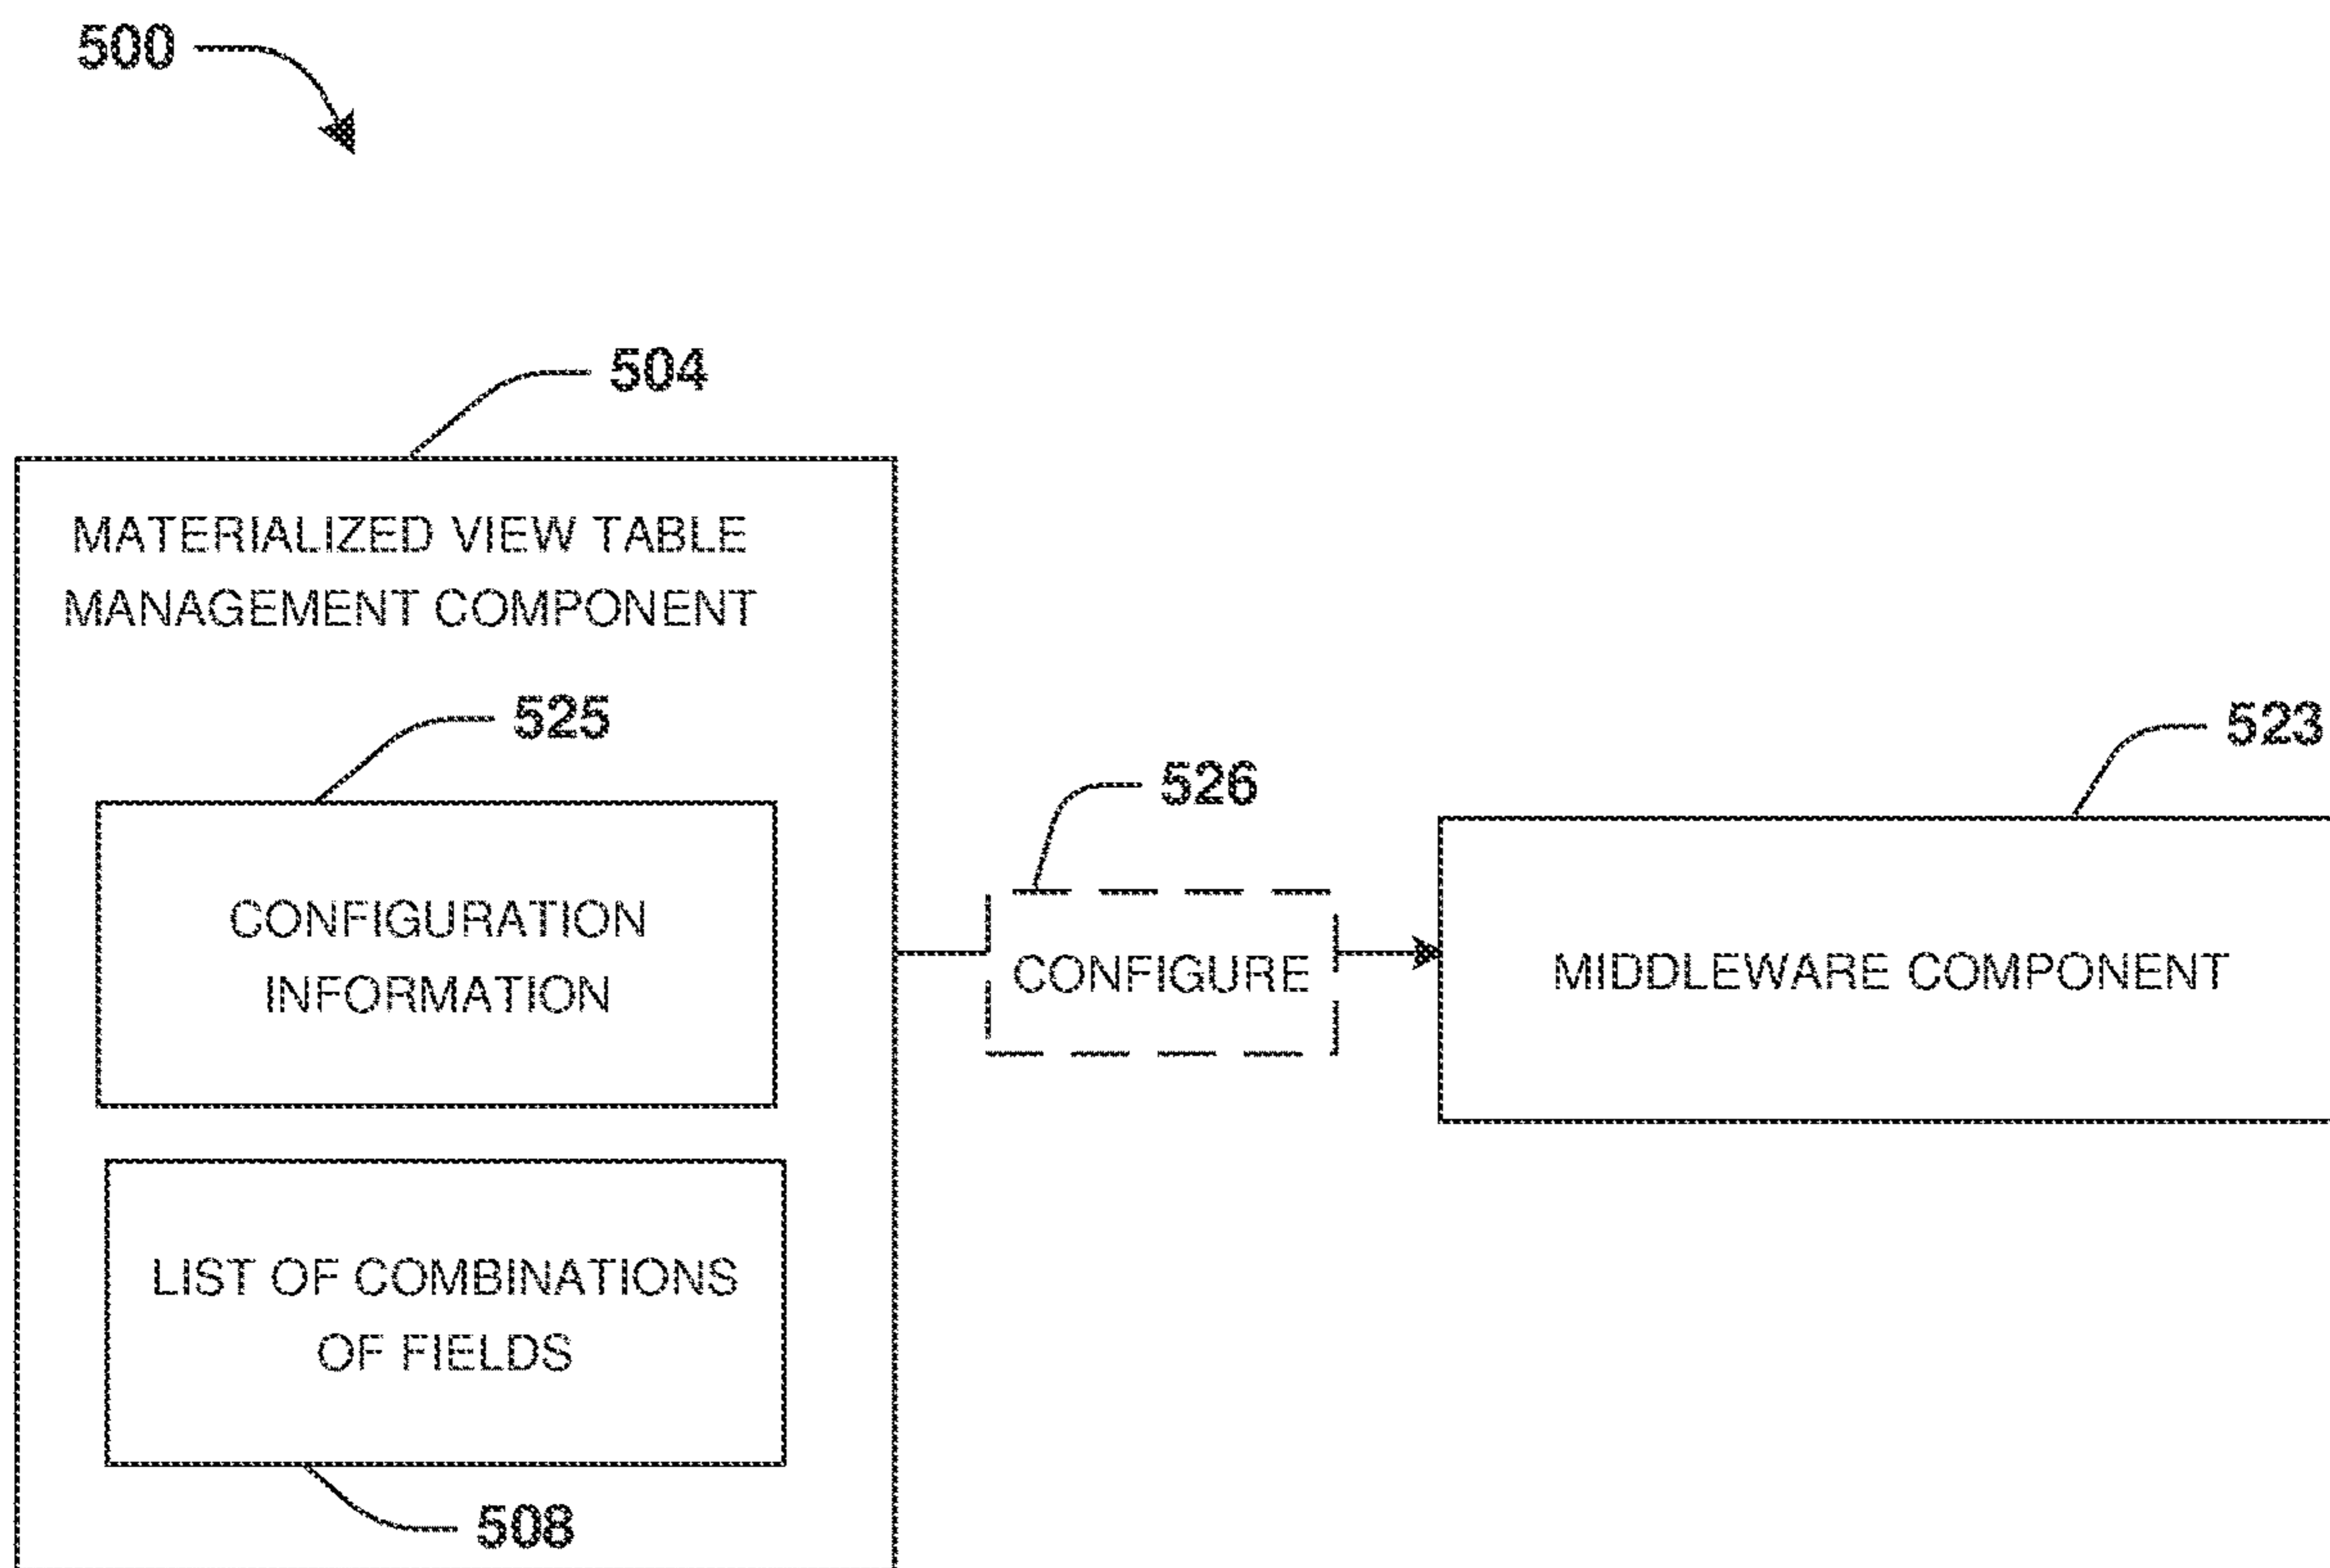 500
504
MATERIALIZED VIEW TABLE
MANAGEMENT COMPONENT
525
CONFIGURATION
INFORMATION
LIST OF COMBINATIONS
OF FIELDS
508
526
CONFIGURE
523
MIDDLEWARE COMPONENT